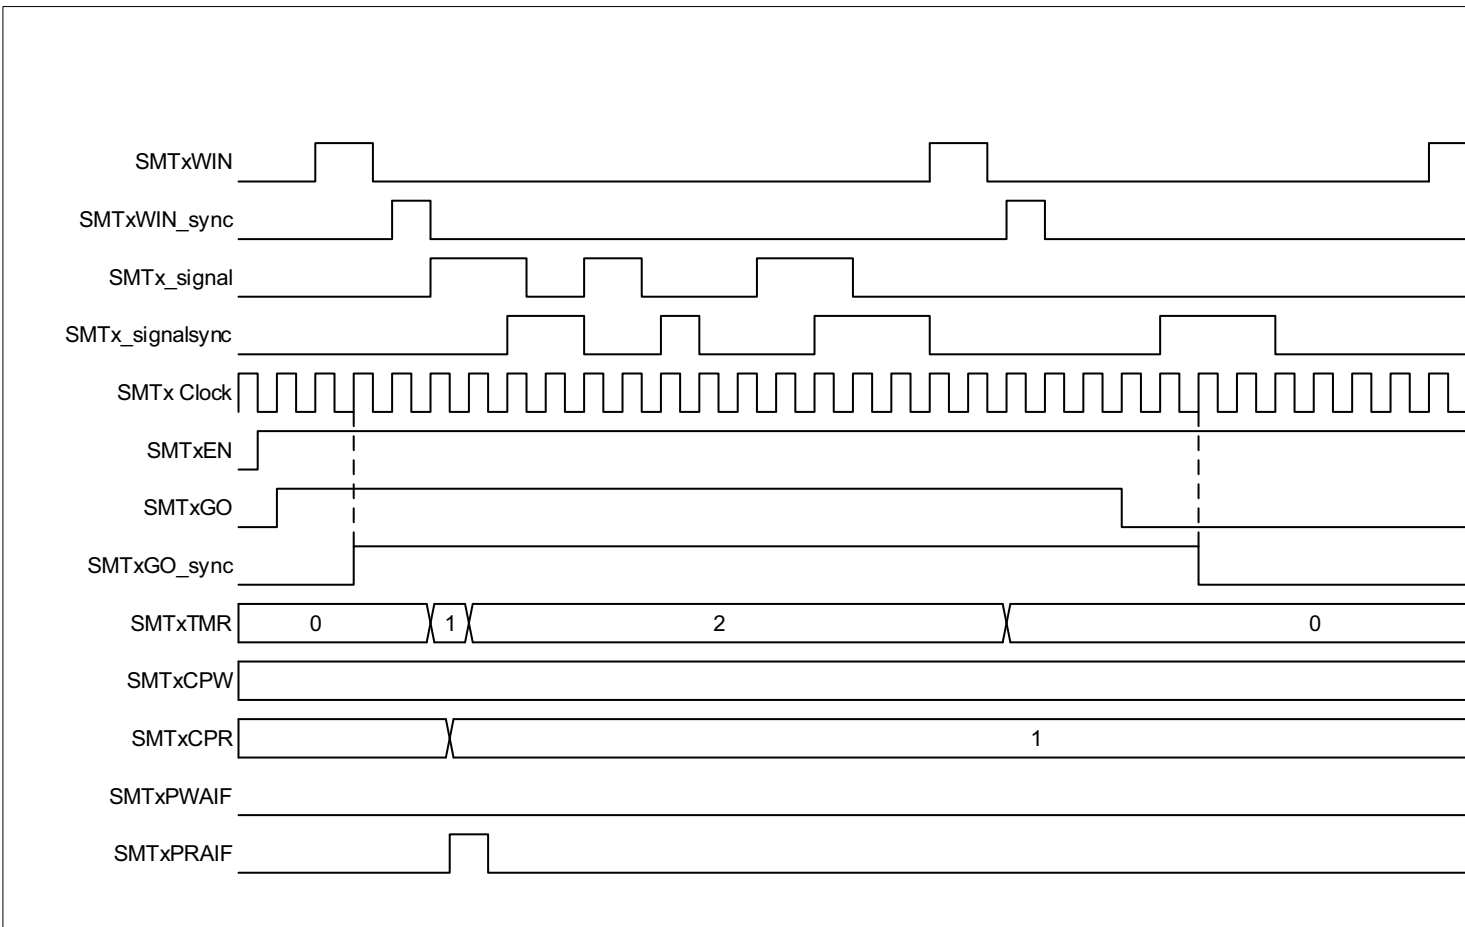 SMTxWIN
SMTxWIN_sync
SMTx_signal
SMTx_signalsync
SMTx Clock
SMTxEN
SMTxGO
SMTxGO_sync
SMTxTMR 0 1 2 0
SMTxCPW
SMTxCPR 1
SMTxPWAIF
SMTxPRAIF